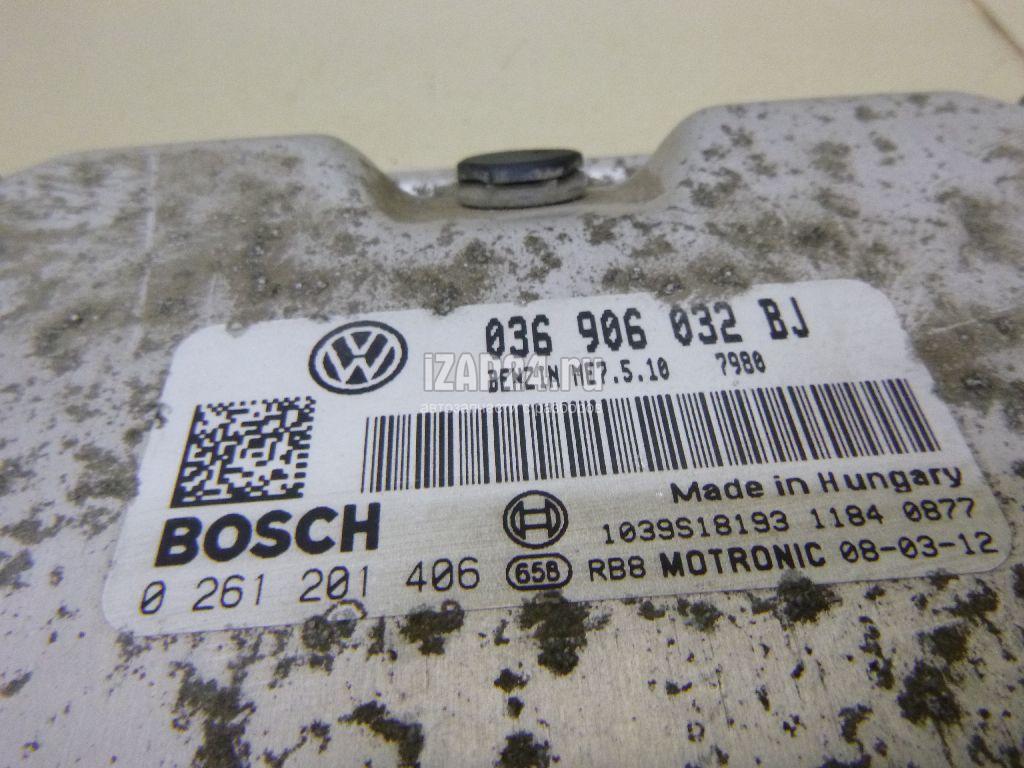 036 906 032 BJ
BENZIN ME7.5.10 7980
IZAP24.ru
Made in Hungary
BOSCH
1039S18193 1184 0877
0 261 201 406
658 RB8 MOTRONIC 08-03-12